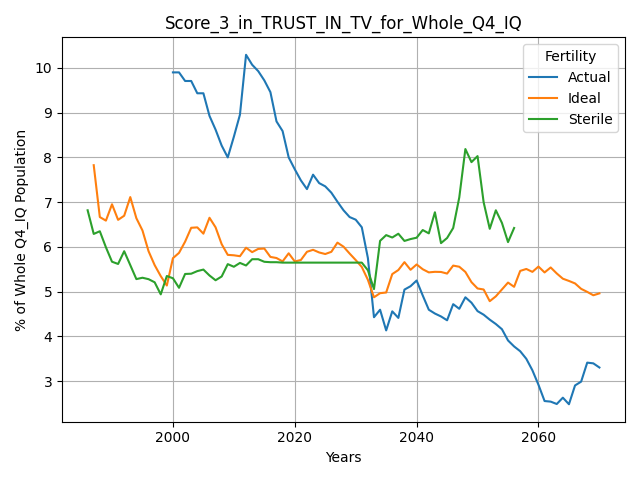 Score_3_in_TRUST_IN_TV_for_Whole_Q4_IQ
Fertility
Actual
Ideal
Sterile
% of Whole Q4_IQ Population
10
9
8
7
6
5
4
3
2000
2020
2040
2060
Years